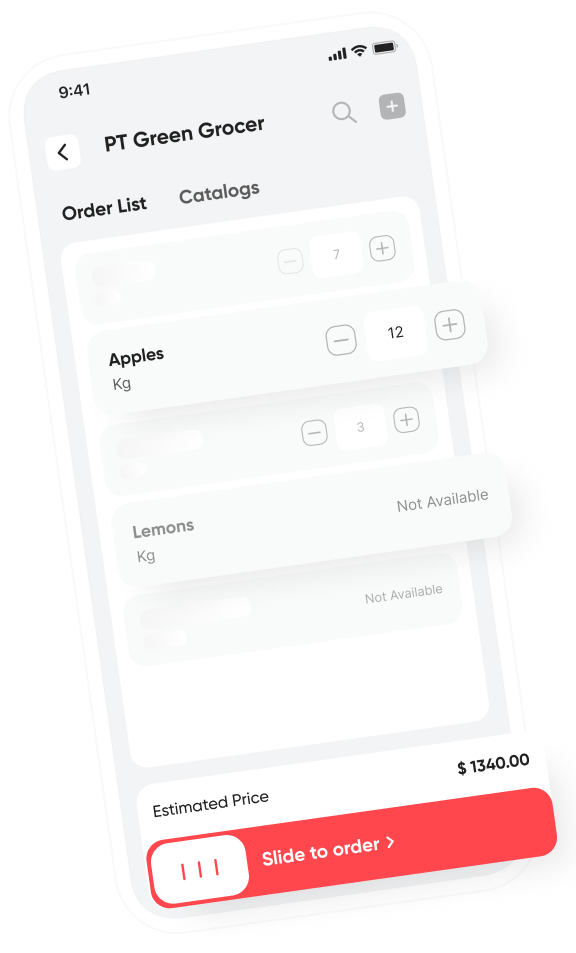 9:41
PT Green Grocer
Order List
Catalogs
7
Apples
12
Kg
3
Lemons
Not Available
Kg
Not Available
Estimated Price
$ 1340.00
Slide to order >